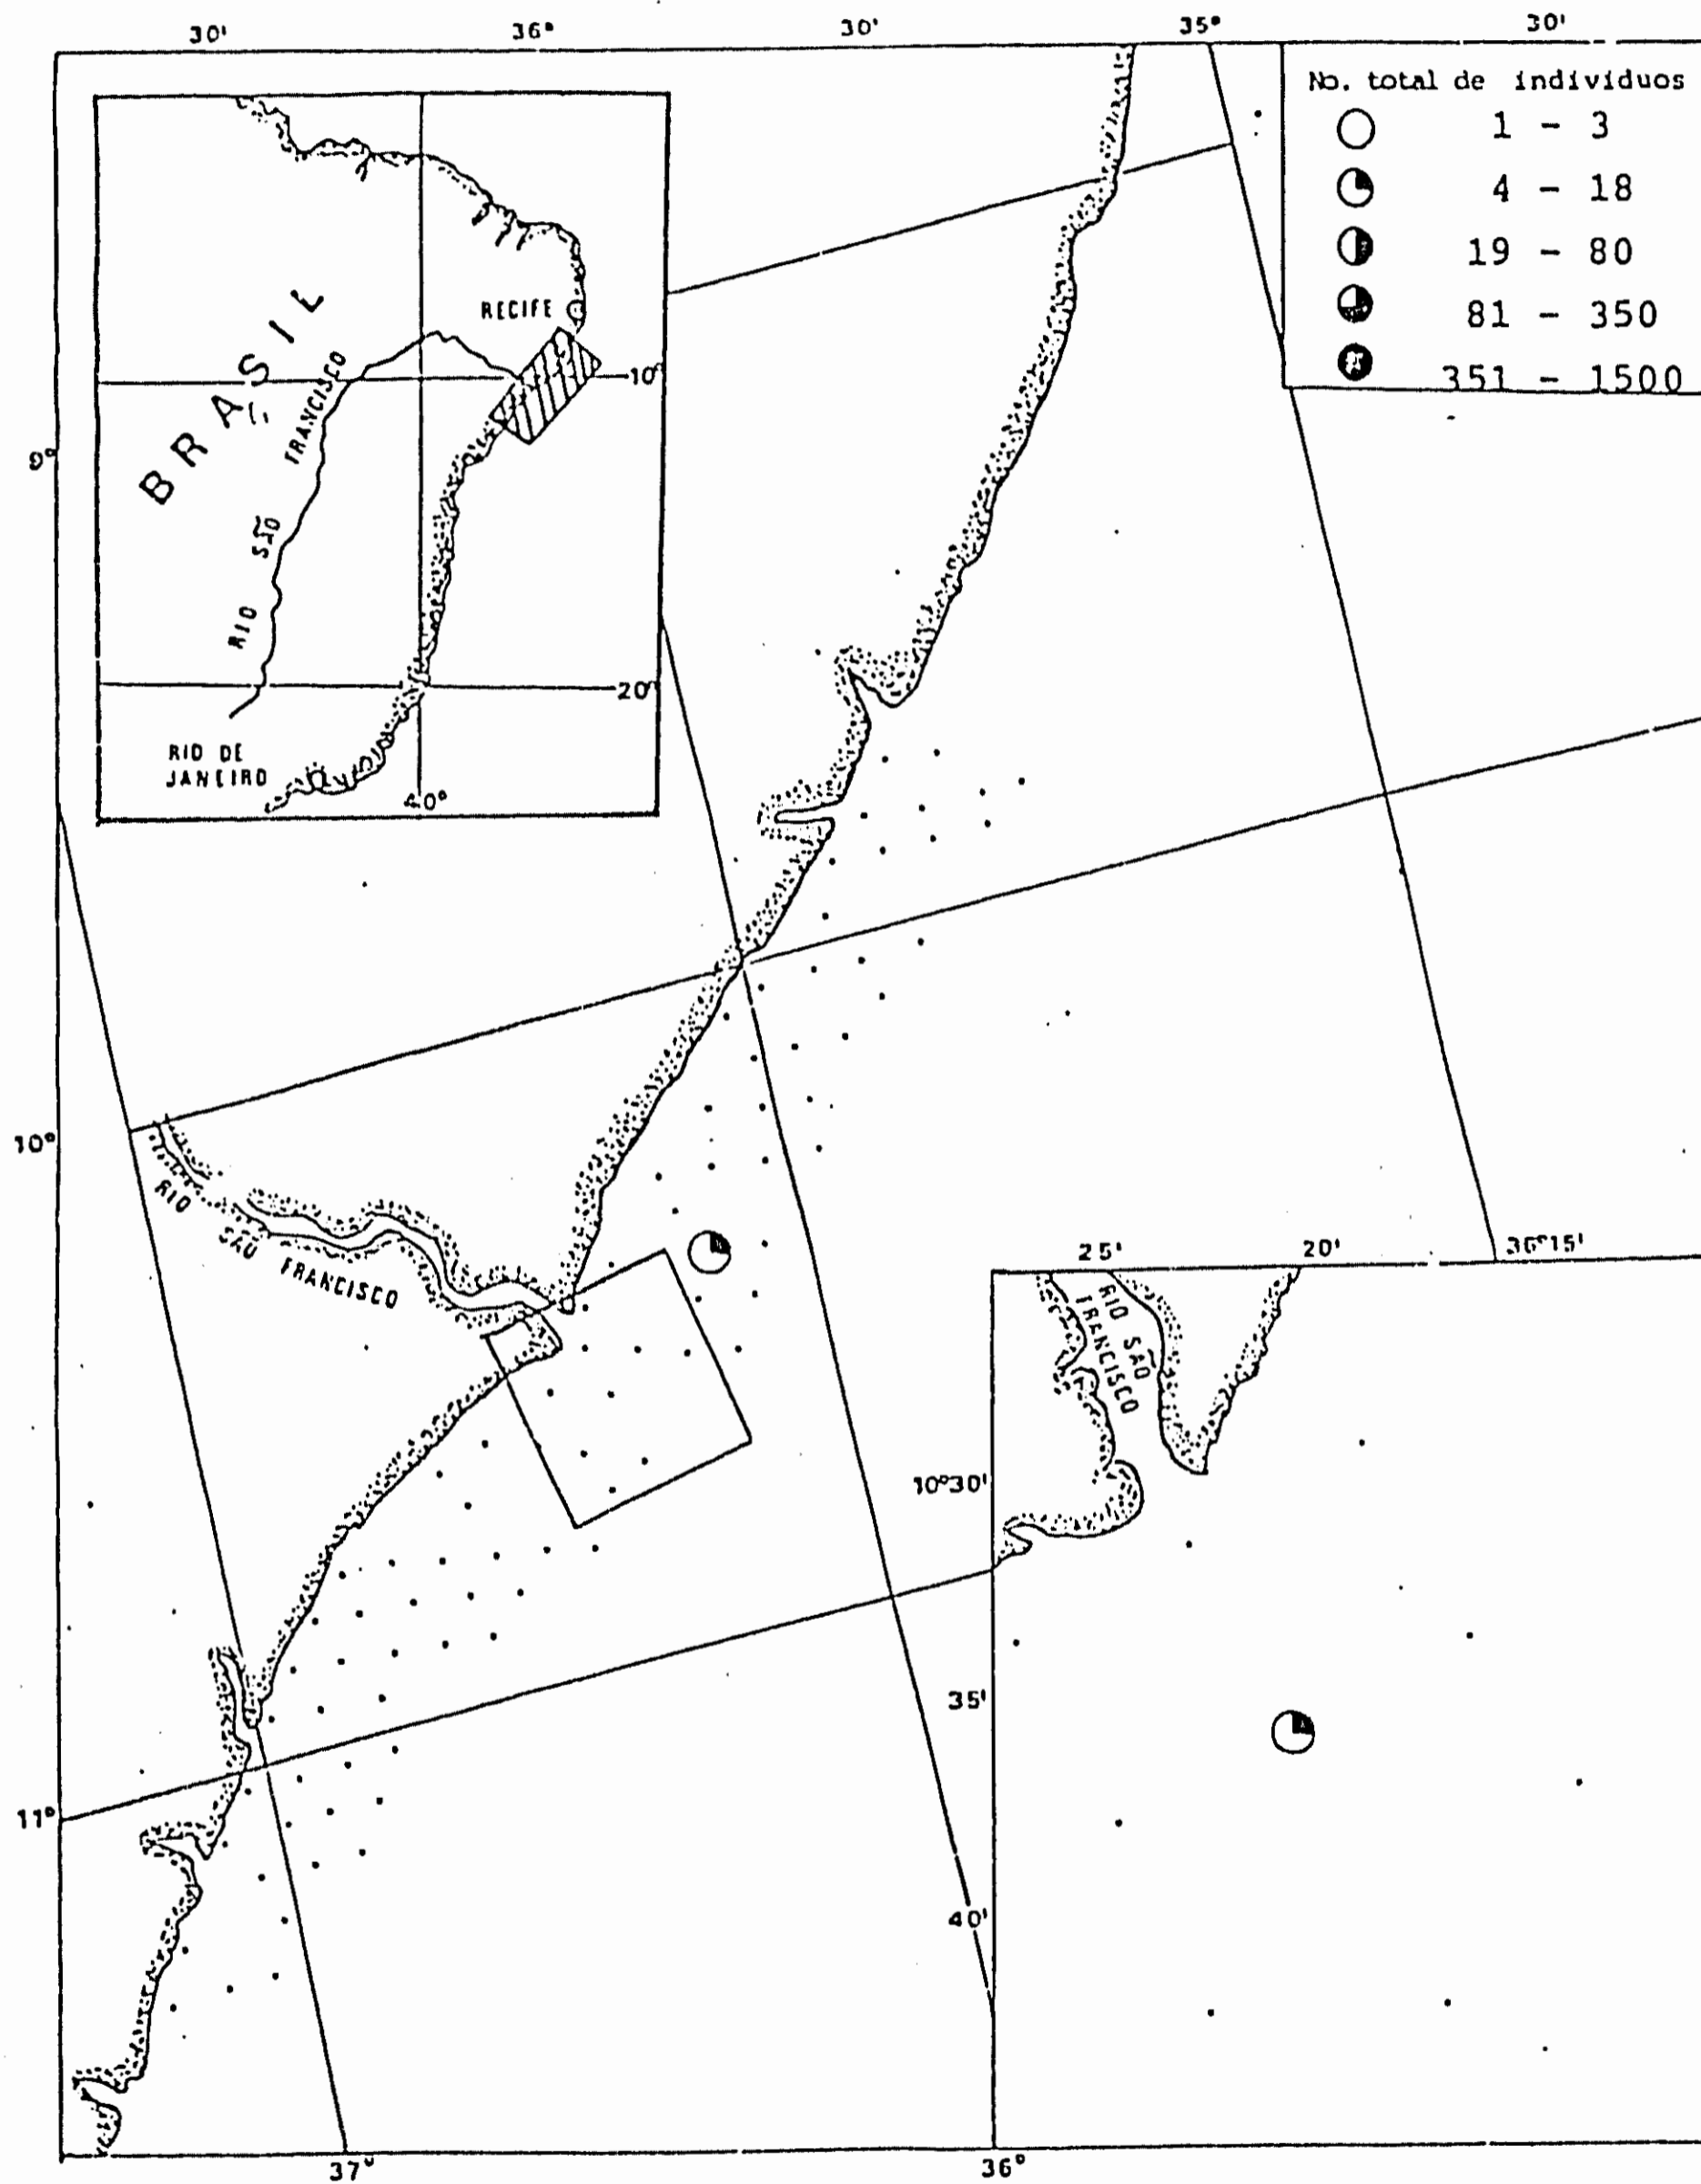 30' 36° 30' 35° 30'
No. total de individuos
1 - 3
4 - 18
19 - 80
81 - 350
351 - 1500
RECIFE
BRASIL
10°
RIO SÃO FRANCISCO
20°
RIO DE
JANEIRO
40°
9°
10°
RIO
SÃO
FRANCISCO
11°
37° 36°
25' 20' 36°15'
RIO SÃO
FRANCISCO
10°30'
35'
40'